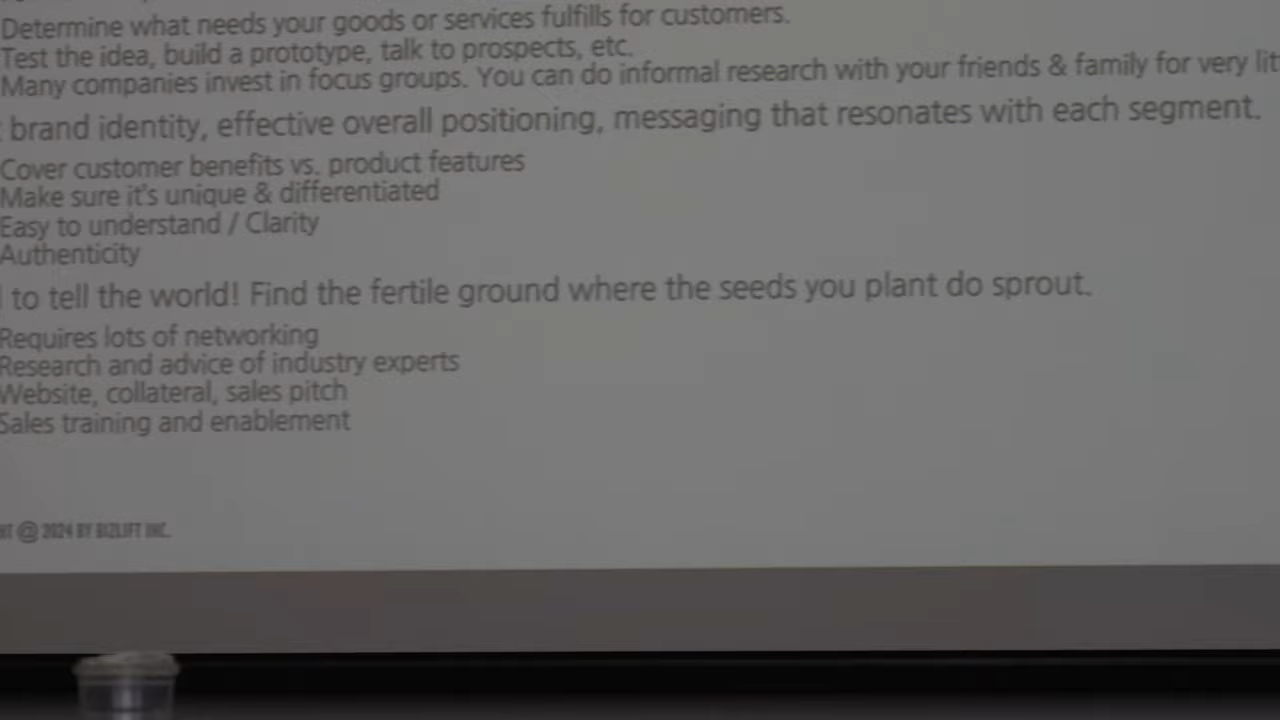 Determine what needs your goods or services fulfills for customers.
Test the idea, build a prototype, talk to prospects, etc.
Many companies invest in focus groups. You can do informal research with your friends & family for very lit
brand identity, effective overall positioning, messaging that resonates with each segment.
Cover customer benefits vs. product features
Make sure it's unique & differentiated
Easy to understand / Clarity
Authenticity
to tell the world! Find the fertile ground where the seeds you plant do sprout.
Requires lots of networking
Research and advice of industry experts
Website, collateral, sales pitch
Sales training and enablement
@ 2024 BY BIZLIFT INC.